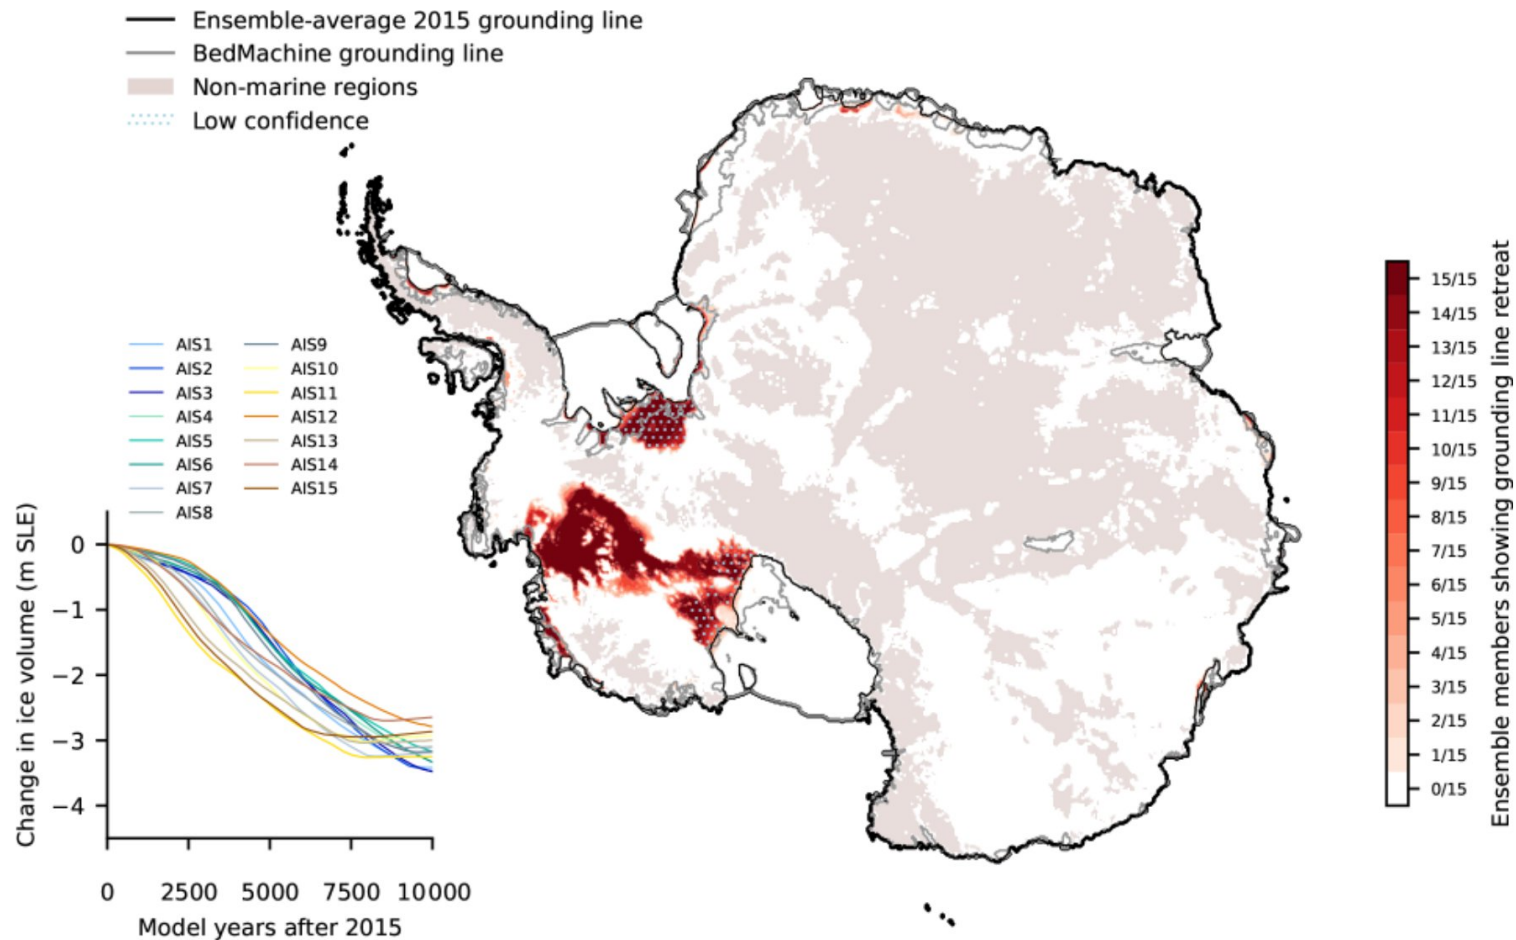 Ensemble-average 2015 grounding line
BedMachine grounding line
Non-marine regions
Low confidence
AIS1
AIS2
AIS3
AIS4
AIS5
AIS6
AIS7
AIS8
AIS9
AIS10
AIS11
AIS12
AIS13
AIS14
AIS15
Change in ice volume (m SLE)
0
−1
−2
−3
−4
0 2500 5000 7500 10000
Model years after 2015
15/15
14/15
13/15
12/15
11/15
10/15
9/15
8/15
7/15
6/15
5/15
4/15
3/15
2/15
1/15
0/15
Ensemble members showing grounding line retreat